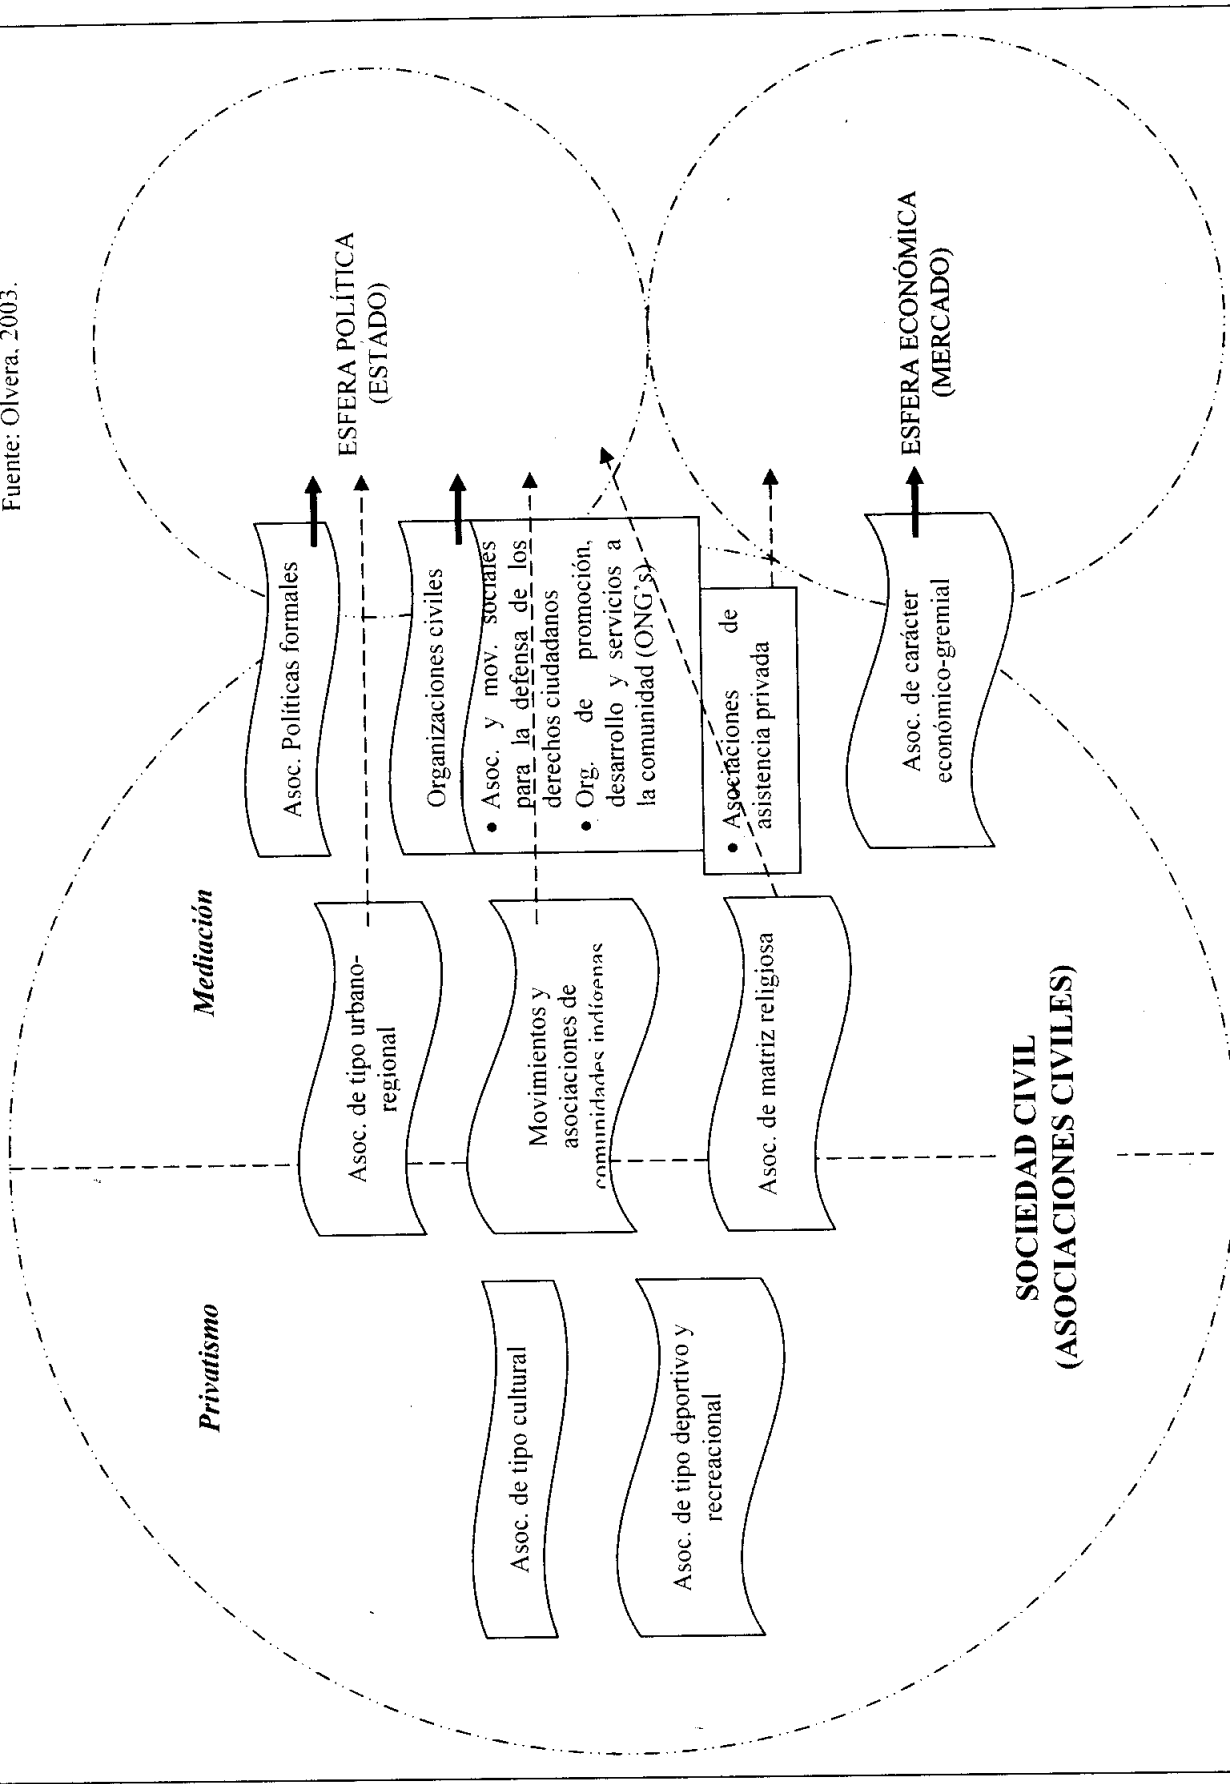 Fuente: Olvera, 2003.
Privatismo
Mediación
Asoc. Políticas formales
ESFERA POLÍTICA
(ESTADO)
Asoc. de tipo urbano-
regional
Organizaciones civiles
• Asoc. y mov. sociales
para la defensa de los
derechos ciudadanos
• Org. de promoción,
desarrollo y servicios a
la comunidad (ONG's)
Asoc. de tipo cultural
Movimientos y
asociaciones de
comunidades indígenas
Asoc. de tipo deportivo y
recreacional
Asoc. de matriz religiosa
• Asociaciones de
asistencia privada
Asoc. de carácter
económico-gremial
ESFERA ECONÓMICA
(MERCADO)
SOCIEDAD CIVIL
(ASOCIACIONES CIVILES)